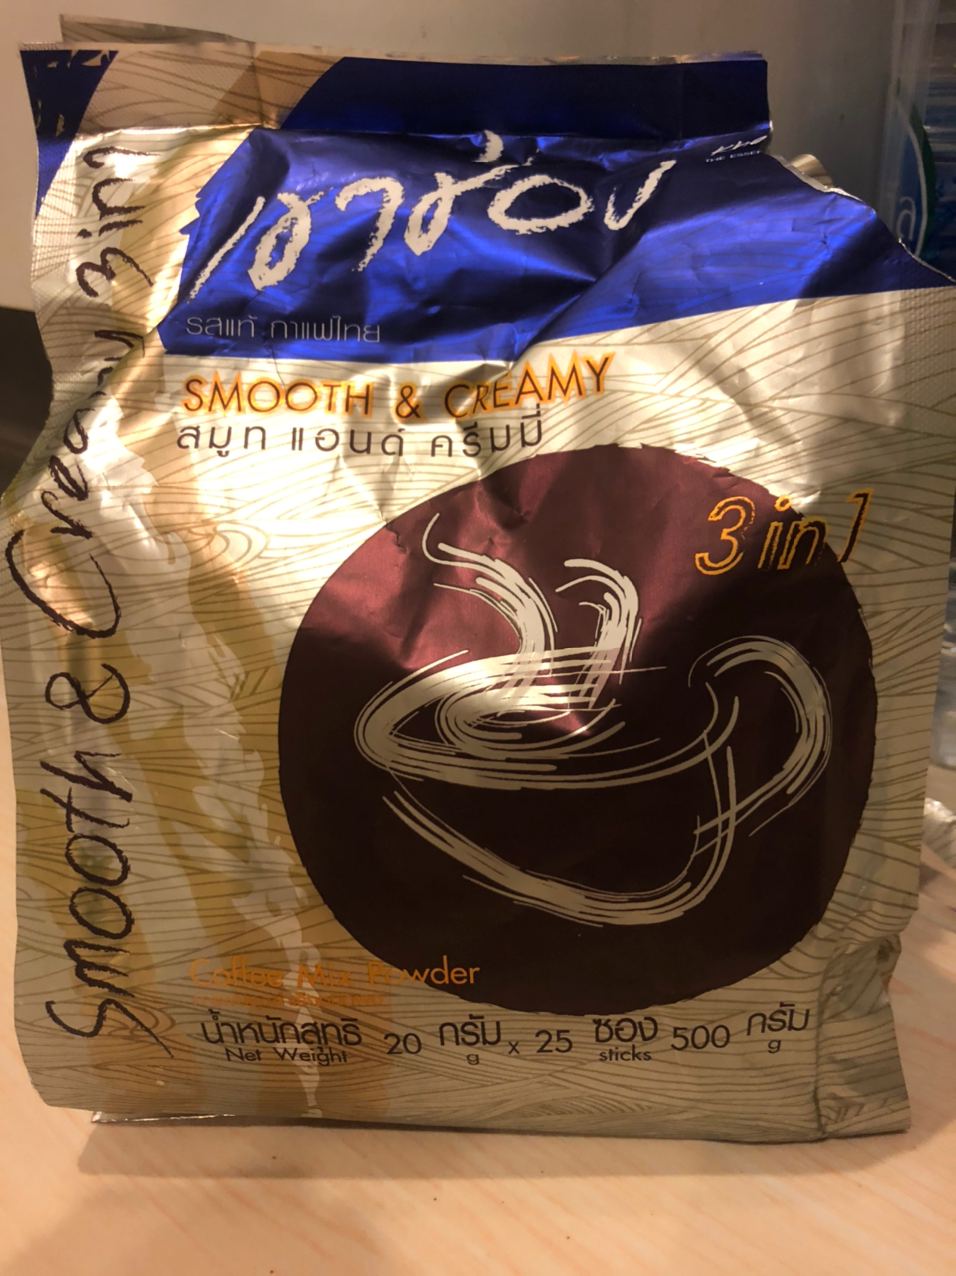 เขาช่อง
THE ESSE
รสแท้ กาแฟไทย
SMOOTH & CREAMY
สมูท แอนด์ ครีมมี่
3 in 1
Smooth & Creamy 3in1
Coffee Mix Powder
น้ำหนักสุทธิ 20 กรัม x 25 ซอง 500 กรัม
Net Weight g sticks g